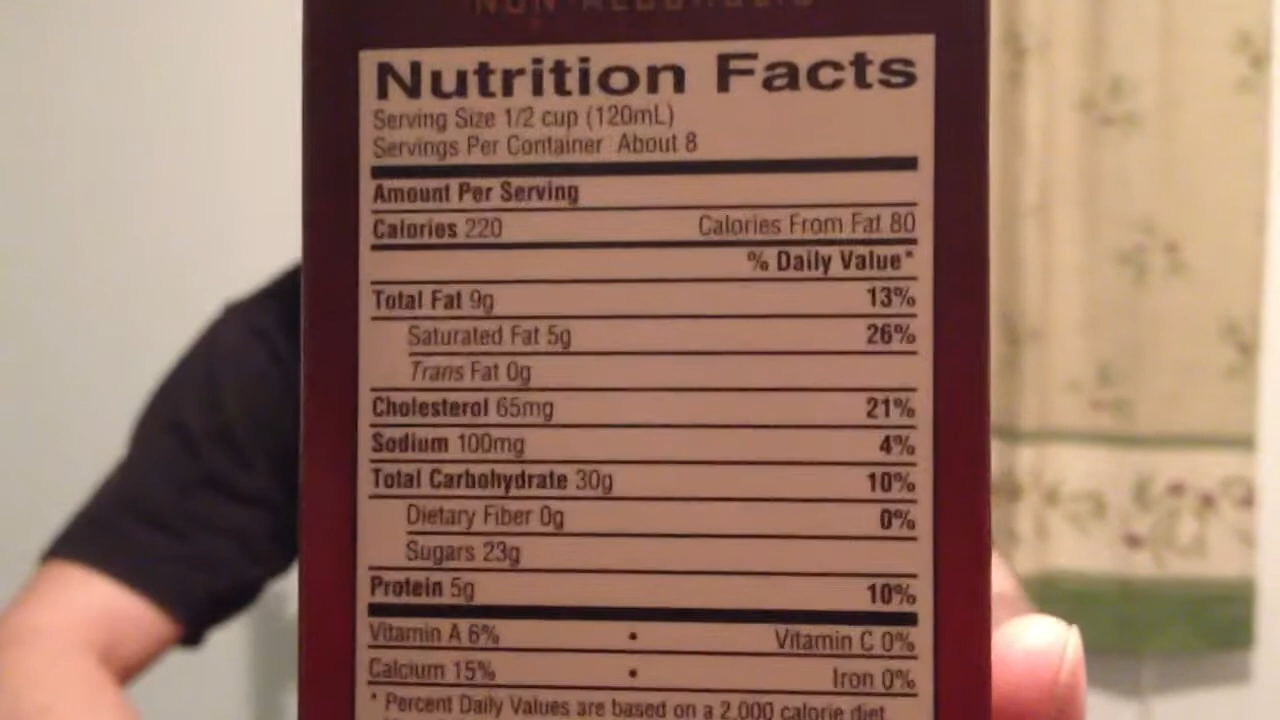 NON-ALCOHOLIC
Nutrition Facts
Serving Size 1/2 cup (120mL)
Servings Per Container About 8
Amount Per Serving
Calories 220 Calories From Fat 80
% Daily Value*
Total Fat 9g 13%
Saturated Fat 5g 26%
Trans Fat 0g
Cholesterol 65mg 21%
Sodium 100mg 4%
Total Carbohydrate 30g 10%
Dietary Fiber 0g 0%
Sugars 23g
Protein 5g 10%
Vitamin A 6% • Vitamin C 0%
Calcium 15% • Iron 0%
* Percent Daily Values are based on a 2,000 calorie diet